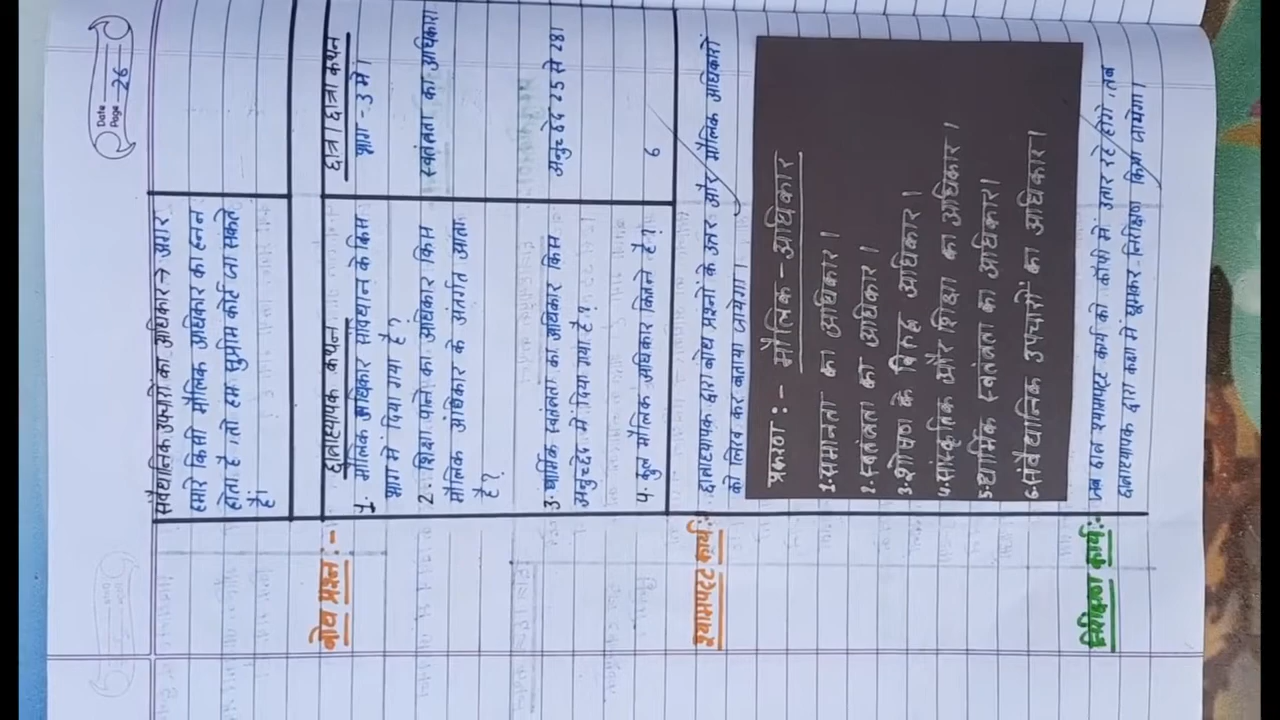 Date
Page 26
संवैधानिक उपचारों का अधिकार → अगर
हमारे किसी मौलिक अधिकार का हनन
होता है। तो हम सुप्रीम कोर्ट जा सकते
हैं।
बोध प्रश्न :-
छात्राध्यापक कथन
छात्र / छात्रा कथन
1. मौलिक अधिकार संविधान के किस
भाग में दिया गया है?
भाग - 3 में।
2. शिक्षा पाने का अधिकार किस
मौलिक अधिकार के अंतर्गत आता
है?
स्वतंत्रता का अधिकार।
3. धार्मिक स्वतंत्रता का अधिकार किस
अनुच्छेद में दिया गया है?
अनुच्छेद 25 से 28।
4. कुल मौलिक अधिकार कितने है?
6
श्यामपट्ट कार्य :-
छात्राध्यापक द्वारा बोध प्रश्नों के उत्तर और मौलिक अधिकारों
को लिख कर बताया जायेगा।
प्रकरण :- मौलिक - अधिकार
1. समानता का अधिकार।
2. स्वतंत्रता का अधिकार।
3. शोषण के विरुद्ध अधिकार।
4. सांस्कृतिक और शिक्षा का अधिकार।
5. धार्मिक स्वतंत्रता का अधिकार।
6. संवैधानिक उपचारों का अधिकार।
निरीक्षण कार्य :-
जब छात्र श्यामपट्ट कार्य को कॉपी में उतार रहे होंगे, तब
छात्राध्यापक द्वारा कक्षा में घूमकर निरीक्षण किया जायेगा।